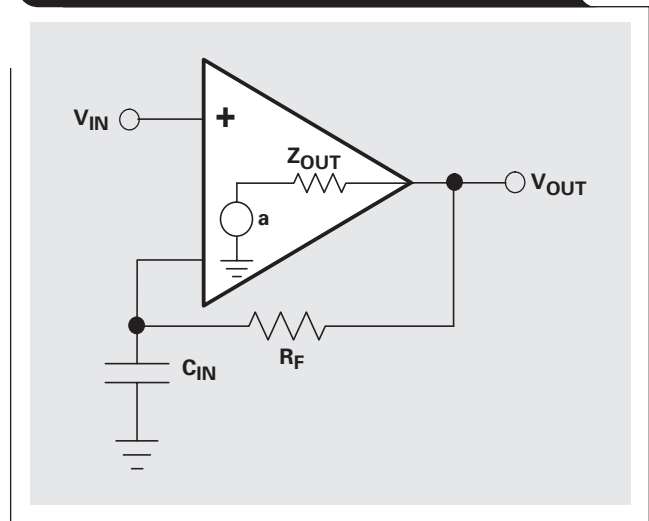 V_IN
+
Z_OUT
V_OUT
a
R_F
C_IN